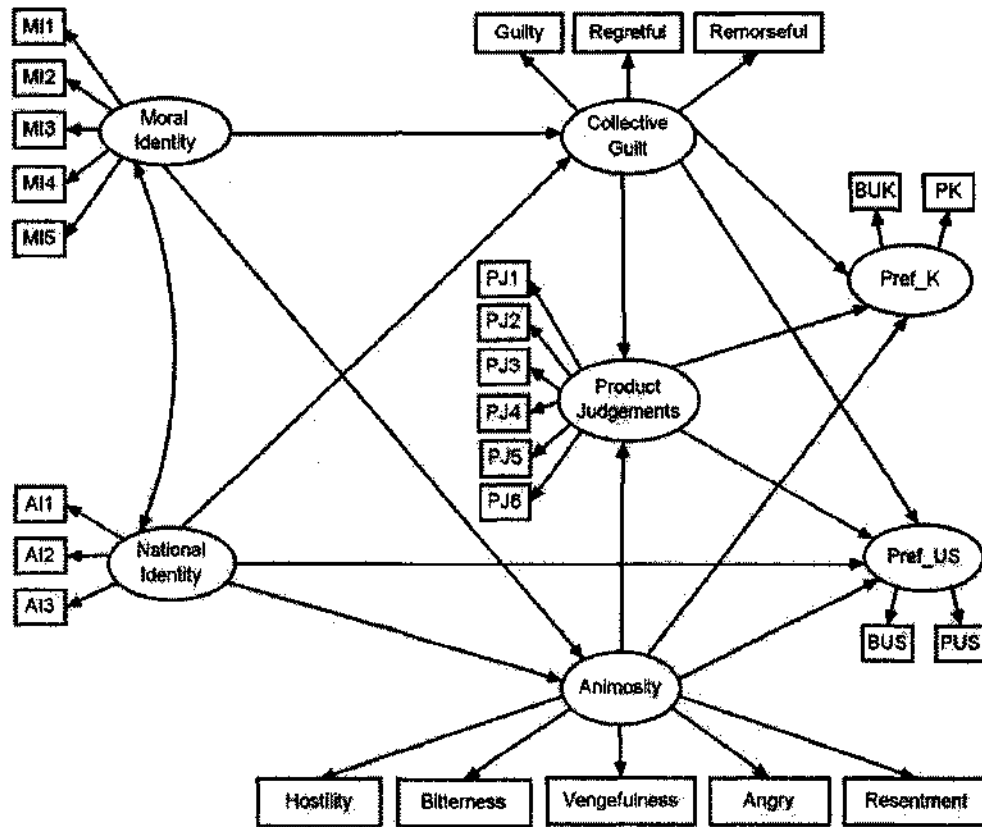 MI1
MI2
MI3
MI4
MI5
Moral
Identity
Guilty
Regretful
Remorseful
Collective
Guilt
BUK
PK
Pref_K
PJ1
PJ2
PJ3
PJ4
PJ5
PJ6
Product
Judgements
AI1
AI2
AI3
National
Identity
Pref_US
BUS
PUS
Animosity
Hostility
Bitterness
Vengefulness
Angry
Resentment